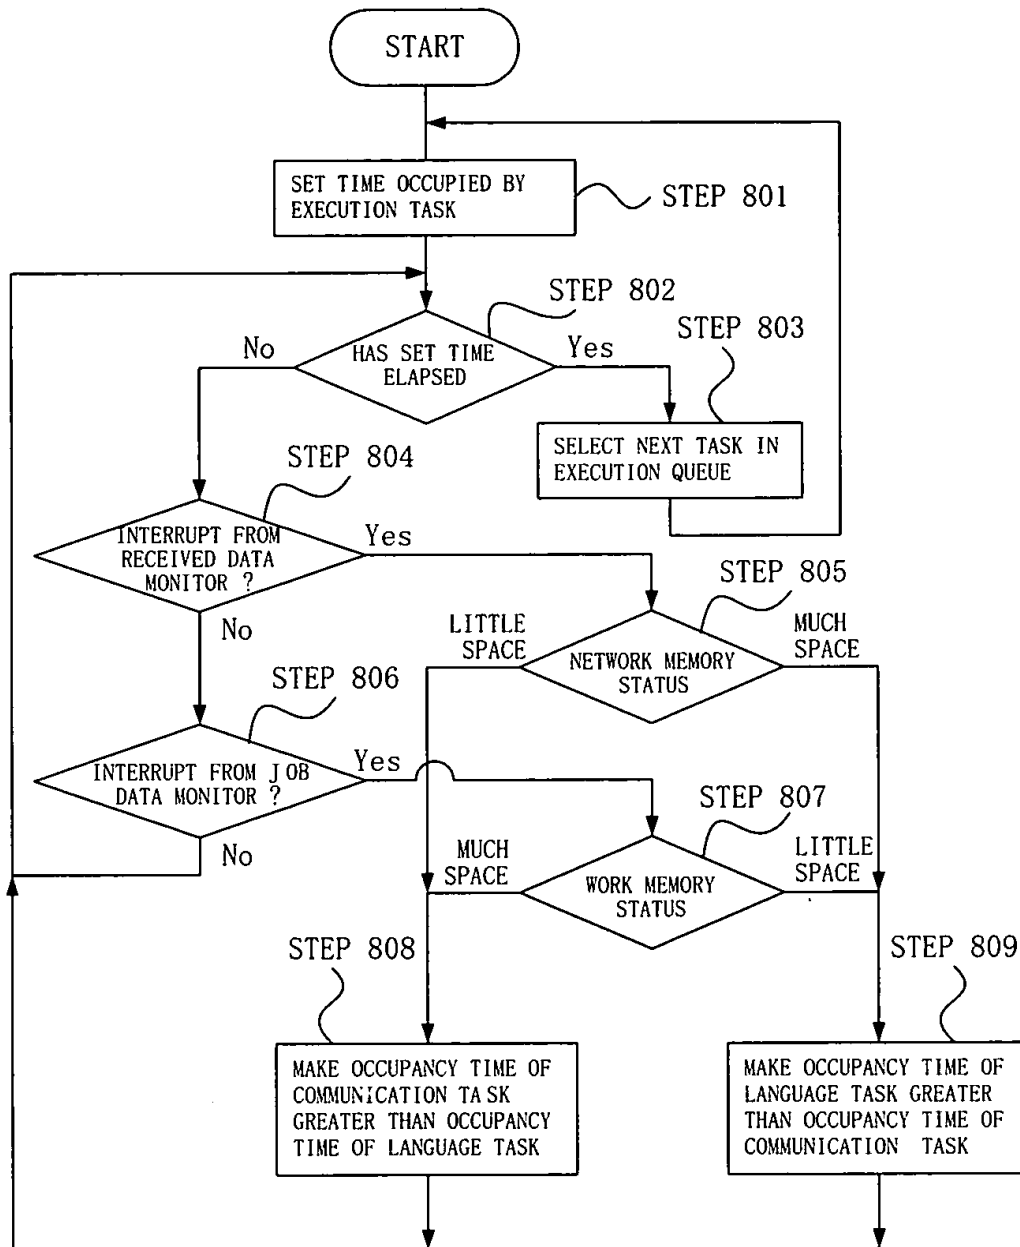 START
SET TIME OCCUPIED BY
EXECUTION TASK
STEP 801
STEP 802
HAS SET TIME
ELAPSED
No
Yes
STEP 803
SELECT NEXT TASK IN
EXECUTION QUEUE
STEP 804
INTERRUPT FROM
RECEIVED DATA
MONITOR ?
Yes
No
STEP 805
NETWORK MEMORY
STATUS
LITTLE
SPACE
MUCH
SPACE
STEP 806
INTERRUPT FROM JOB
DATA MONITOR ?
Yes
No
STEP 807
WORK MEMORY
STATUS
MUCH
SPACE
LITTLE
SPACE
STEP 808
MAKE OCCUPANCY TIME OF
COMMUNICATION TASK
GREATER THAN OCCUPANCY
TIME OF LANGUAGE TASK
STEP 809
MAKE OCCUPANCY TIME OF
LANGUAGE TASK GREATER
THAN OCCUPANCY TIME OF
COMMUNICATION TASK